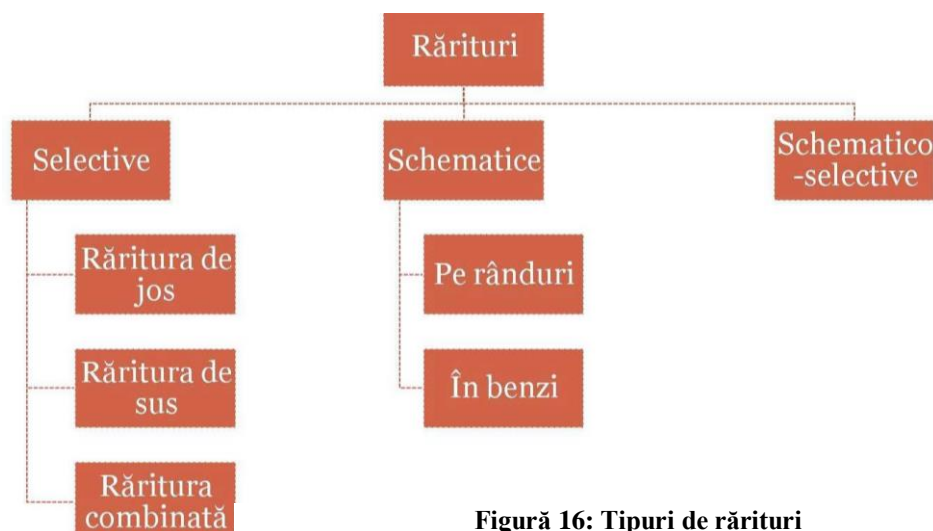 Rărituri
Selective
Schematice
Schematico
-selective
Răritura de
jos
Răritura de
sus
Răritura
combinată
Pe rânduri
În benzi
Figură 16: Tipuri de rărituri